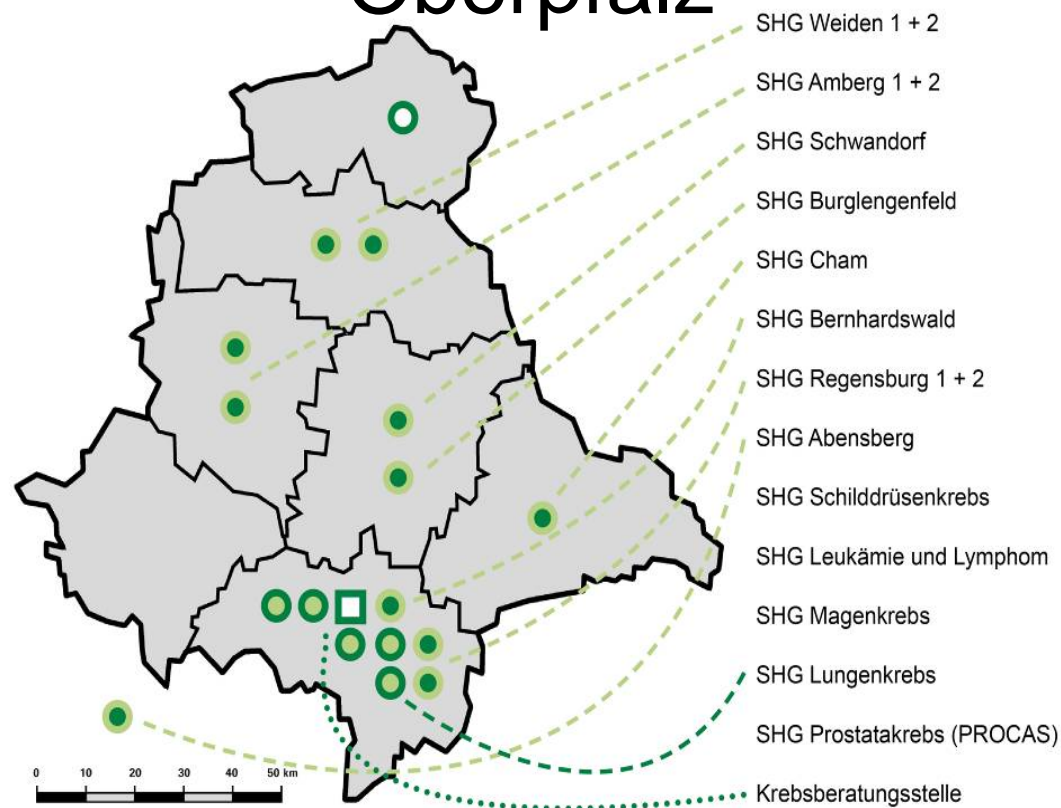 Oberpfalz
SHG Weiden 1 + 2
SHG Amberg 1 + 2
SHG Schwandorf
SHG Burglengenfeld
SHG Cham
SHG Bernhardswald
SHG Regensburg 1 + 2
SHG Abensberg
SHG Schilddrüsenkrebs
SHG Leukämie und Lymphom
SHG Magenkrebs
SHG Lungenkrebs
SHG Prostatakrebs (PROCAS)
Krebsberatungsstelle
0 10 20 30 40 50 km